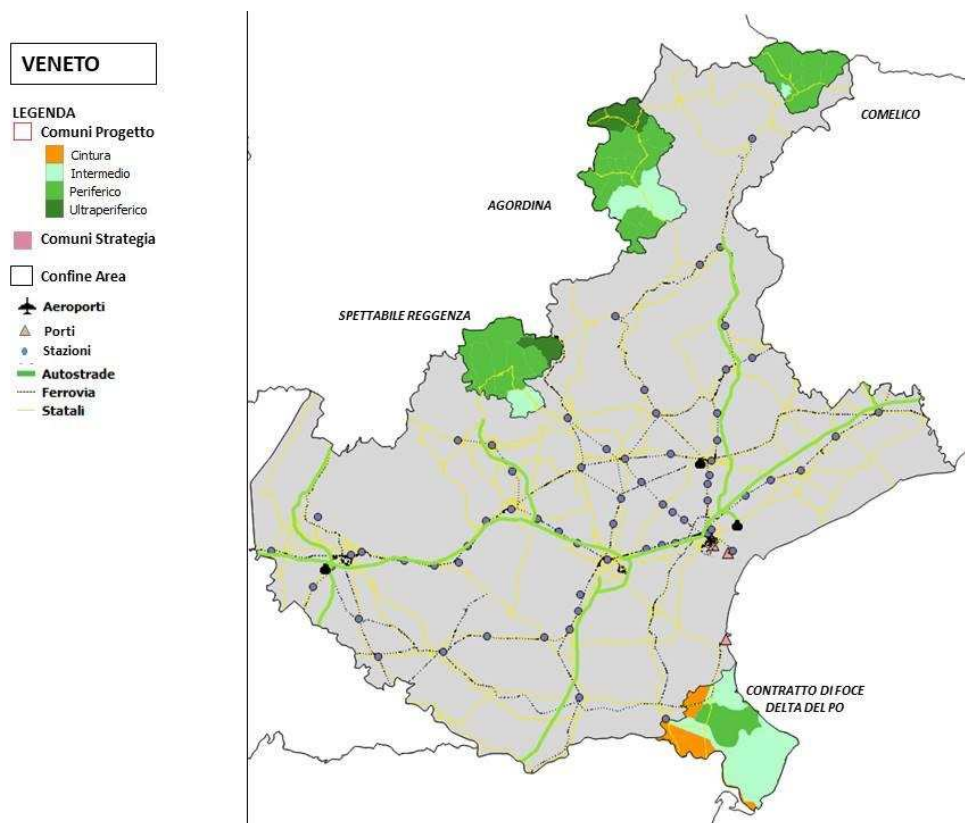 VENETO
LEGENDA
Comuni Progetto
Cintura
Intermedio
Periferico
Ultraperiferico
Comuni Strategia
Confine Area
Aeroporti
Porti
Stazioni
Autostrade
Ferrovia
Statali
COMELICO
AGORDINA
SPETTABILE REGGENZA
CONTRATTO DI FOCE
DELTA DEL PO